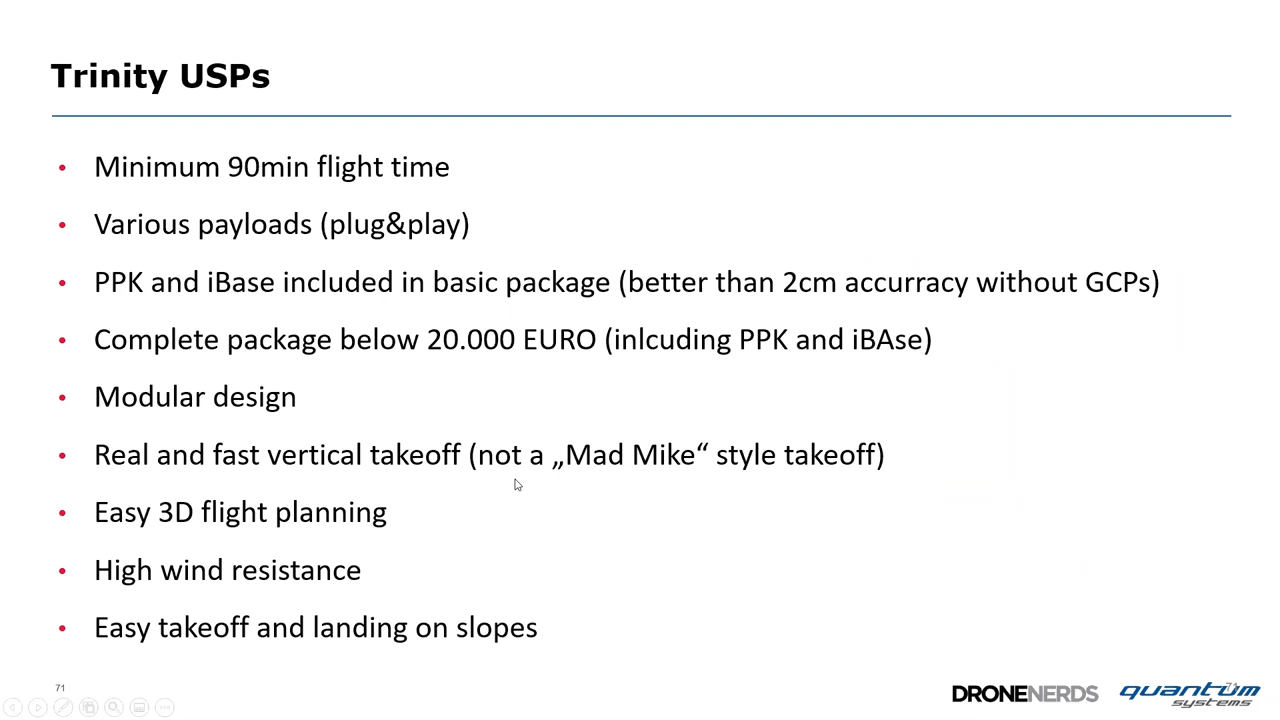 Trinity USPs
• Minimum 90min flight time
• Various payloads (plug&play)
• PPK and iBase included in basic package (better than 2cm accurracy without GCPs)
• Complete package below 20.000 EURO (inlcuding PPK and iBAse)
• Modular design
• Real and fast vertical takeoff (not a „Mad Mike“ style takeoff)
• Easy 3D flight planning
• High wind resistance
• Easy takeoff and landing on slopes
71
DRONENERDS
quantum
systems
71